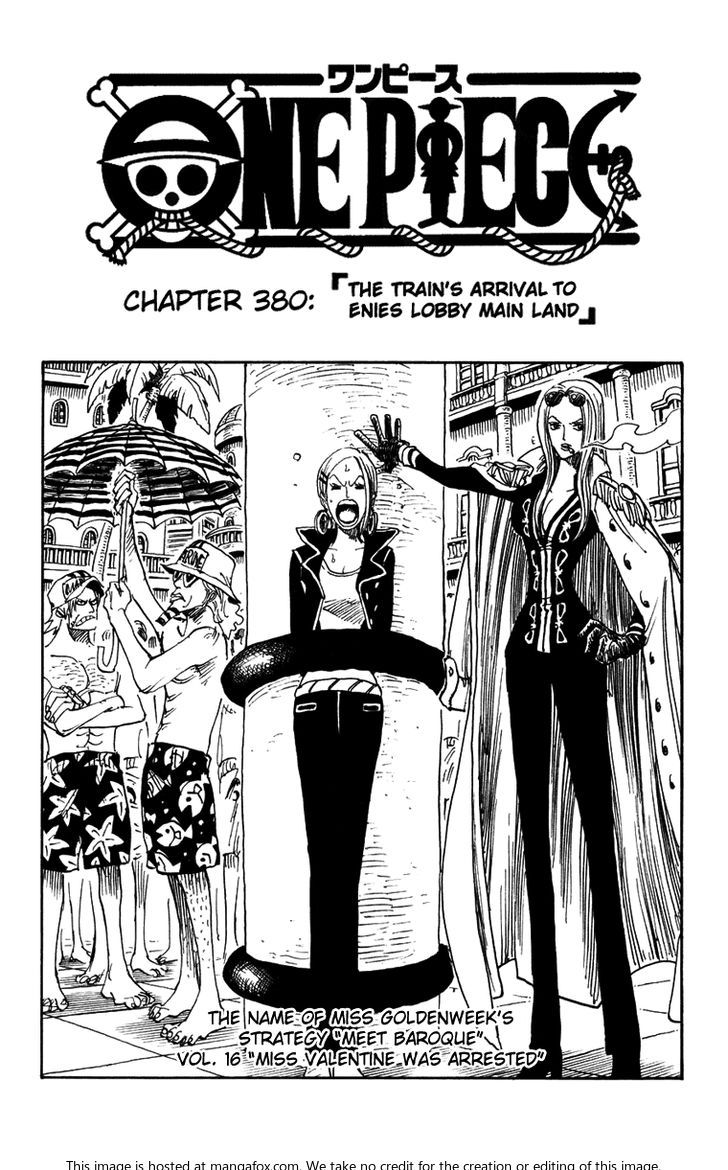 ワンピース
ONE PIECE
CHAPTER 380:
『THE TRAIN'S ARRIVAL TO
ENIES LOBBY MAIN LAND』
THE NAME OF MISS GOLDENWEEK'S
STRATEGY "MEET BAROQUE"
VOL. 16 "MISS VALENTINE WAS ARRESTED"
This image is hosted at mangafox.com. We take no credit for the creation or editing of this image.